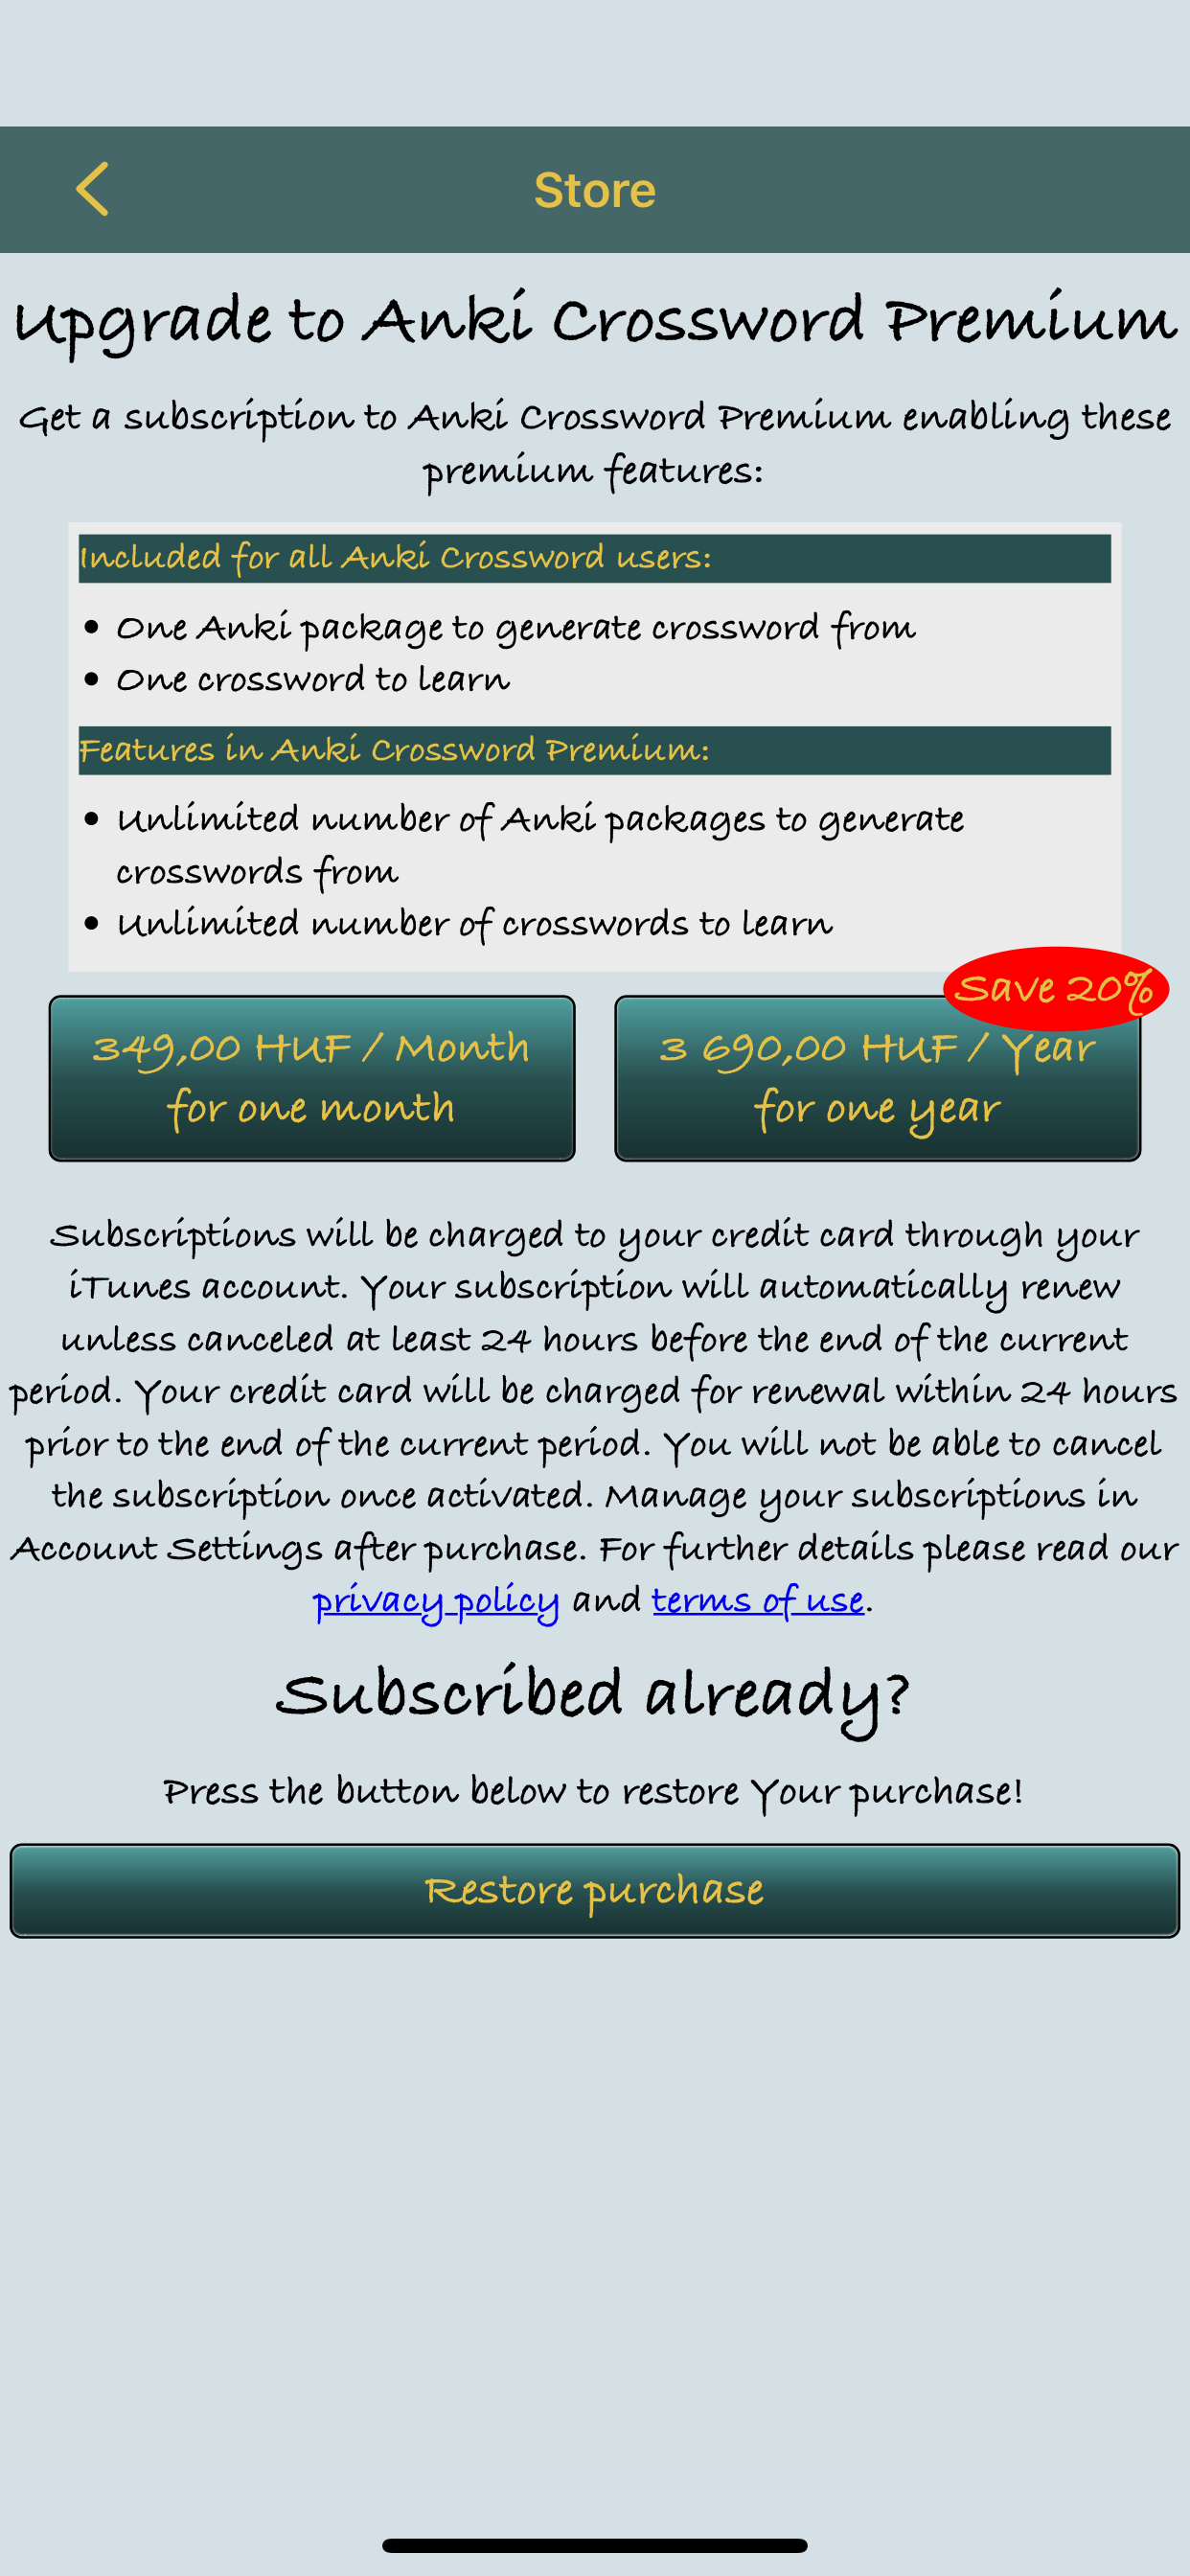 Store
Upgrade to Anki Crossword Premium
Get a subscription to Anki Crossword Premium enabling these
premium features:
Included for all Anki Crossword users:
• One Anki package to generate crossword from
• One crossword to learn
Features in Anki Crossword Premium:
• Unlimited number of Anki packages to generate
crosswords from
• Unlimited number of crosswords to learn
349,00 HUF / Month
for one month
Save 20%
3 690,00 HUF / Year
for one year
Subscriptions will be charged to your credit card through your
iTunes account. Your subscription will automatically renew
unless canceled at least 24 hours before the end of the current
period. Your credit card will be charged for renewal within 24 hours
prior to the end of the current period. You will not be able to cancel
the subscription once activated. Manage your subscriptions in
Account Settings after purchase. For further details please read our
privacy policy and terms of use.
Subscribed already?
Press the button below to restore Your purchase!
Restore purchase